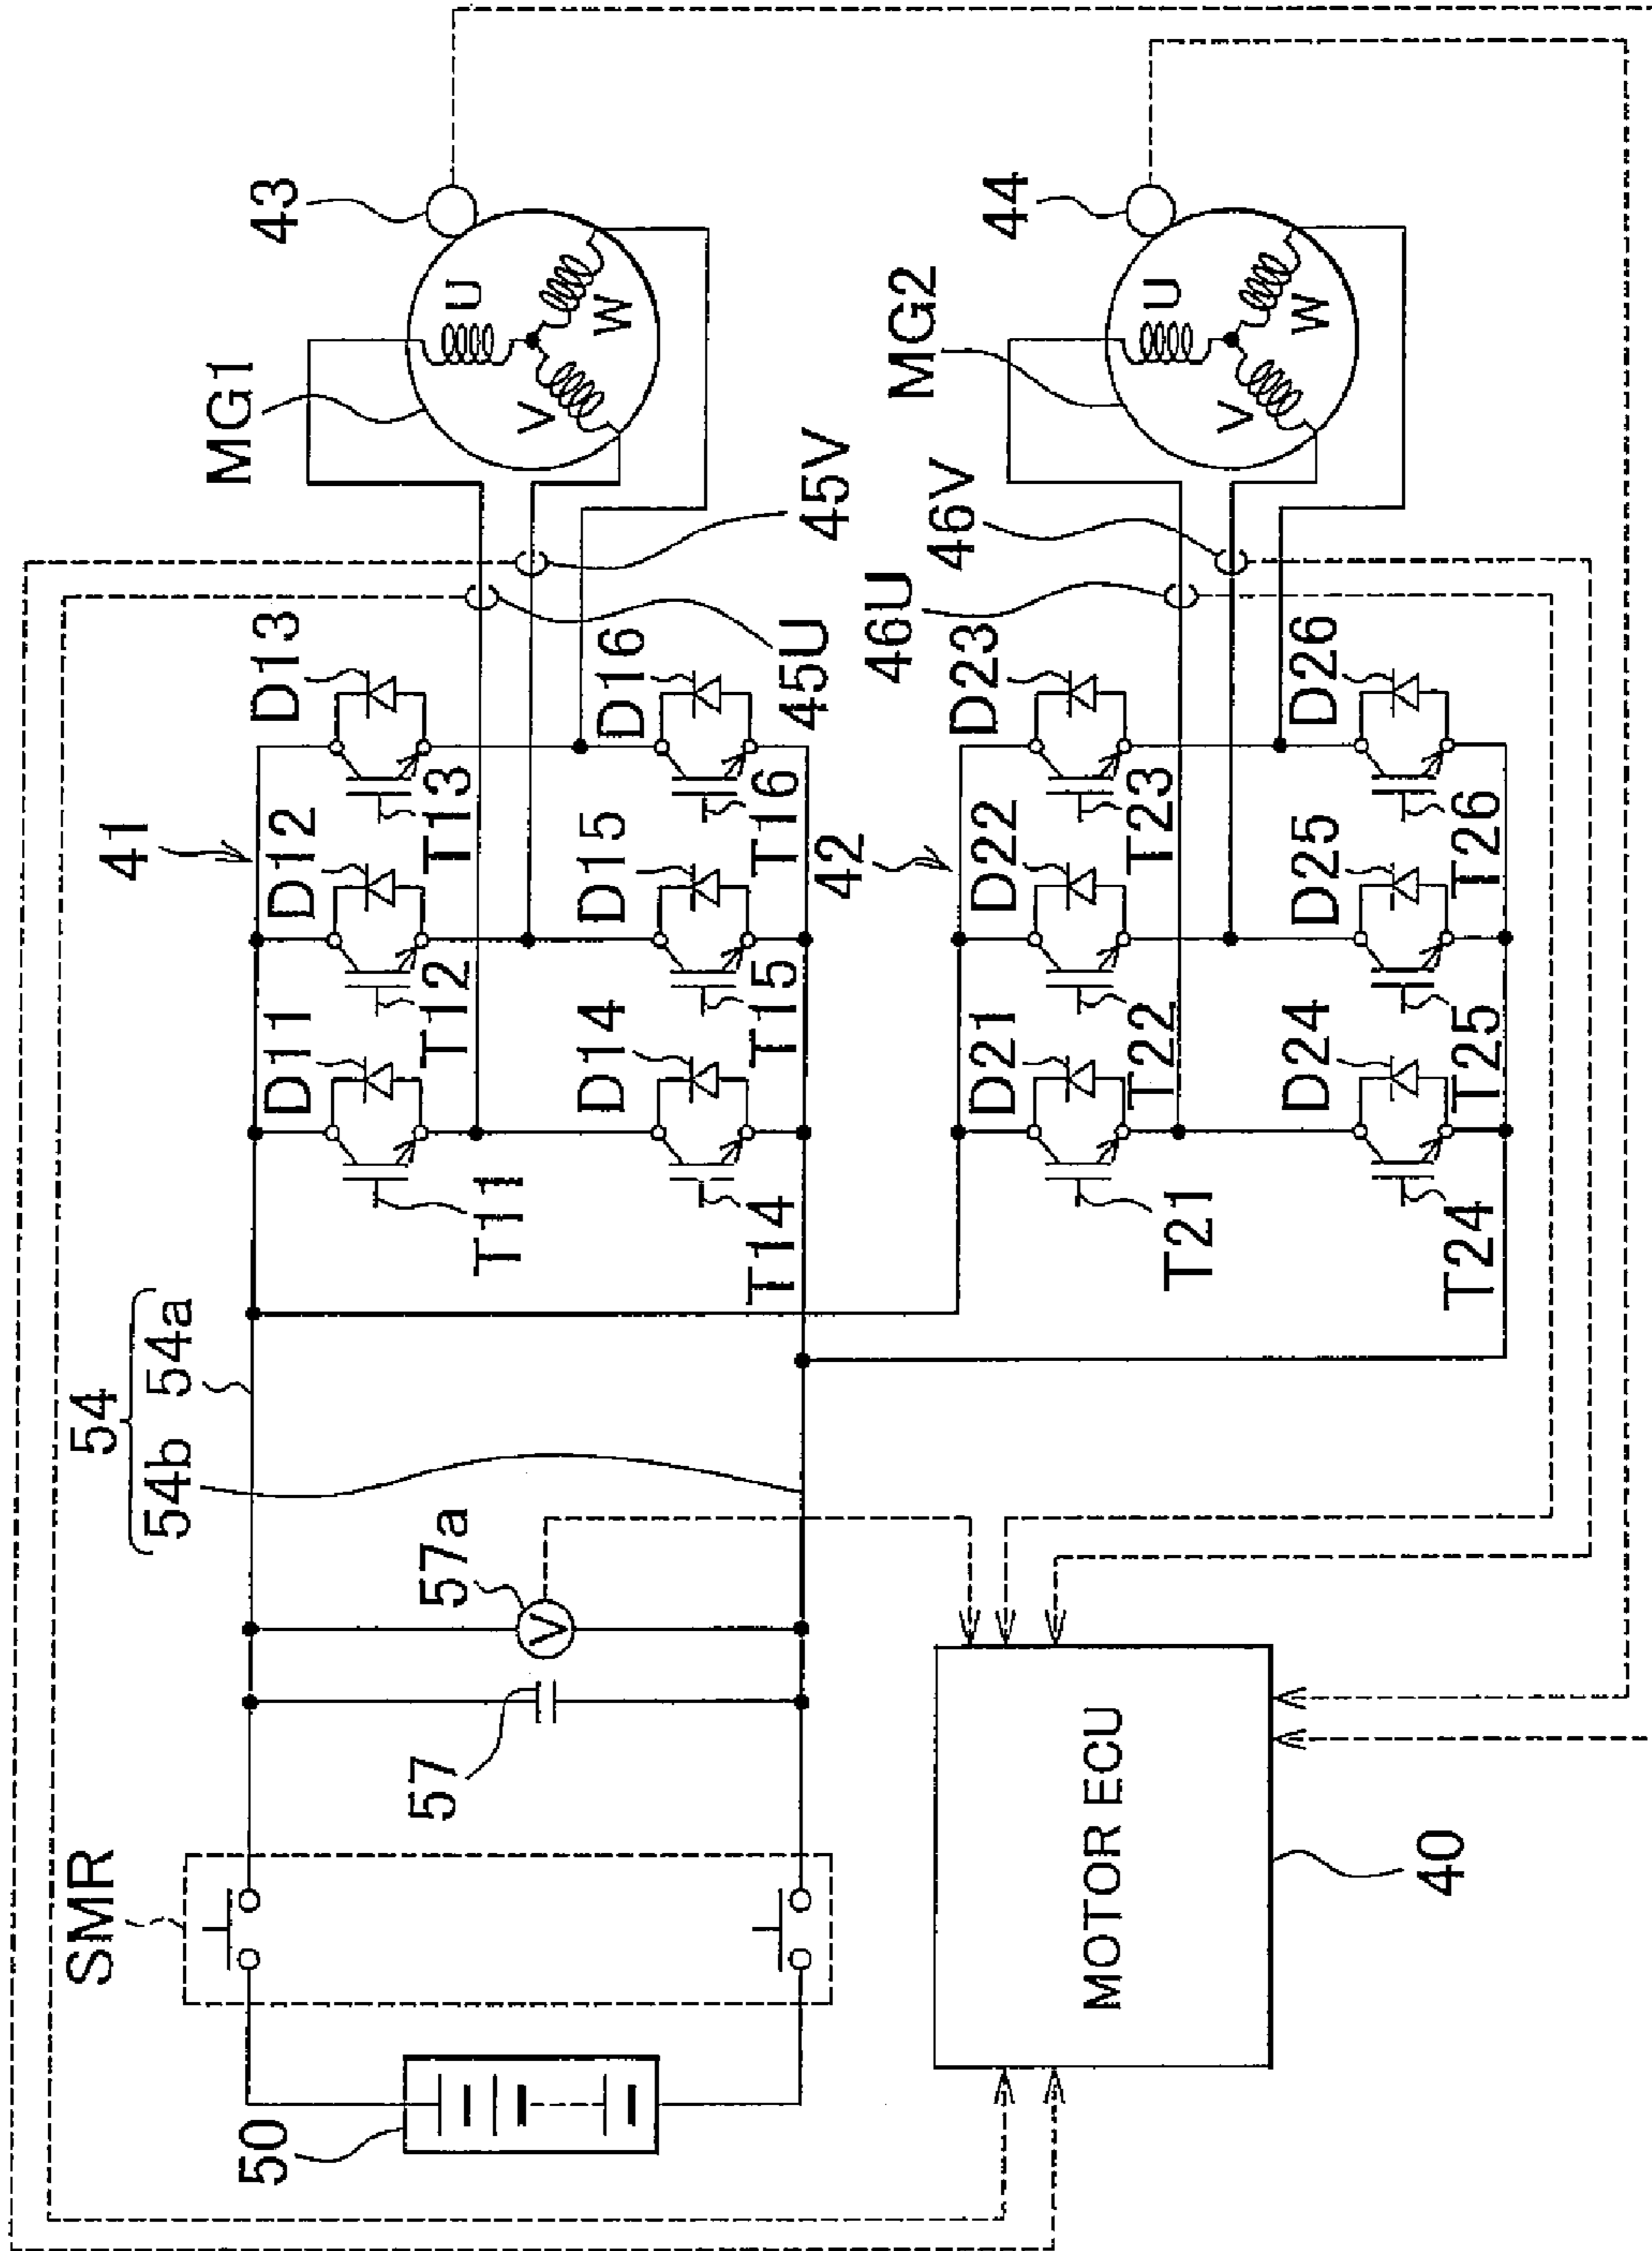 43
MG1
U
V
W
45V
45U
D13
D16
41
D12
T13
D15
T16
D11
T12
D14
T15
T11
T14
44
MG2
U
V
W
46V
46U
D23
D26
42
D22
T23
D25
T26
D21
T22
D24
T25
T21
T24
54
54a
54b
57a
V
57
SMR
50
MOTOR ECU
40